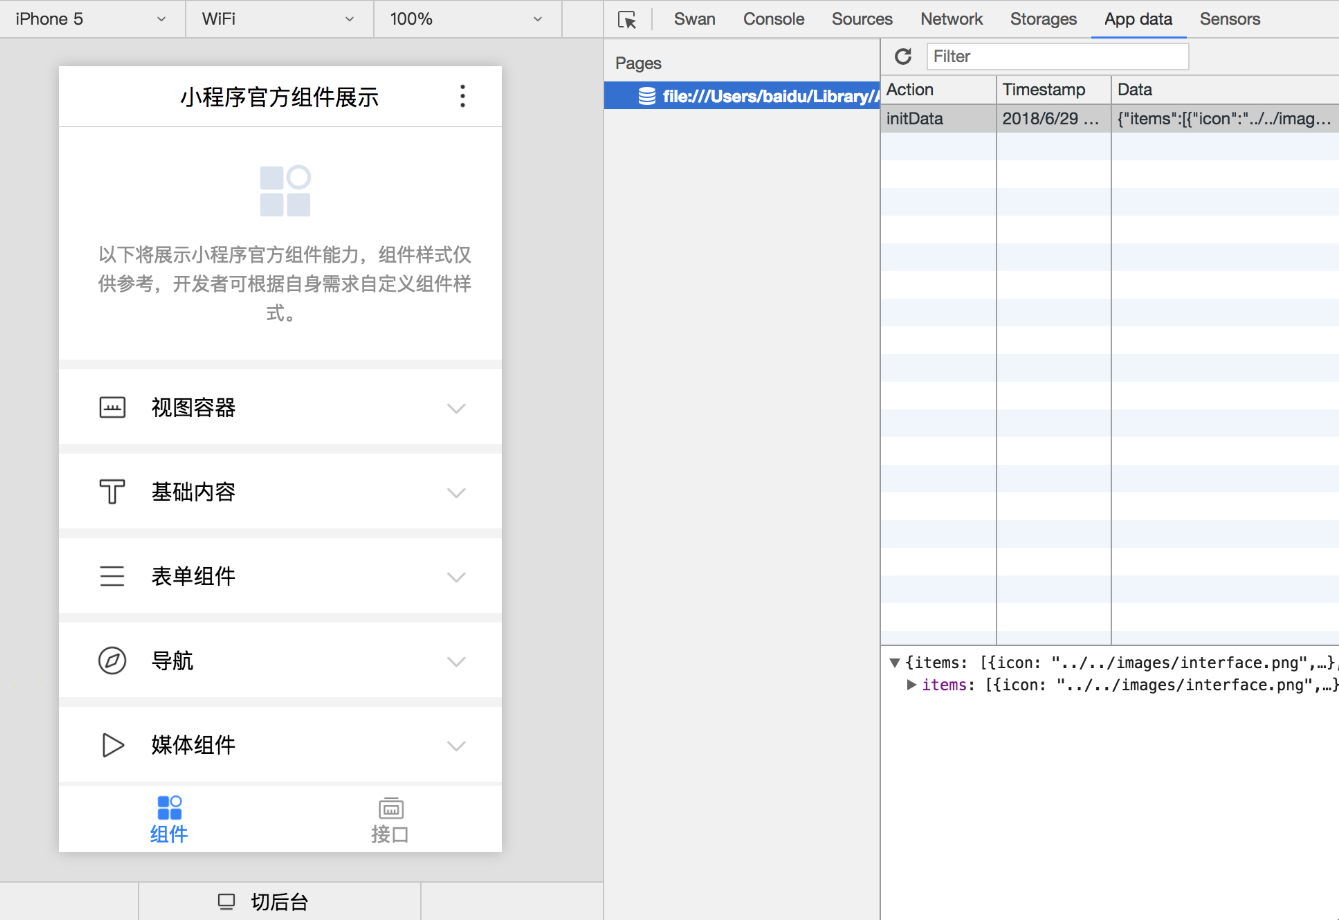 iPhone 5
WiFi
100%
Swan
Console
Sources
Network
Storages
App data
Sensors
小程序官方组件展示
以下将展示小程序官方组件能力，组件样式仅
供参考，开发者可根据自身需求自定义组件样
式。
视图容器
基础内容
表单组件
导航
媒体组件
组件
接口
切后台
Pages
file:///Users/baidu/Library/
Filter
Action Timestamp Data
initData 2018/6/29 ... {"items":[{"icon":"../../imag...
▼{items: [{icon: "../../images/interface.png",…},
▶items: [{icon: "../../images/interface.png",…}